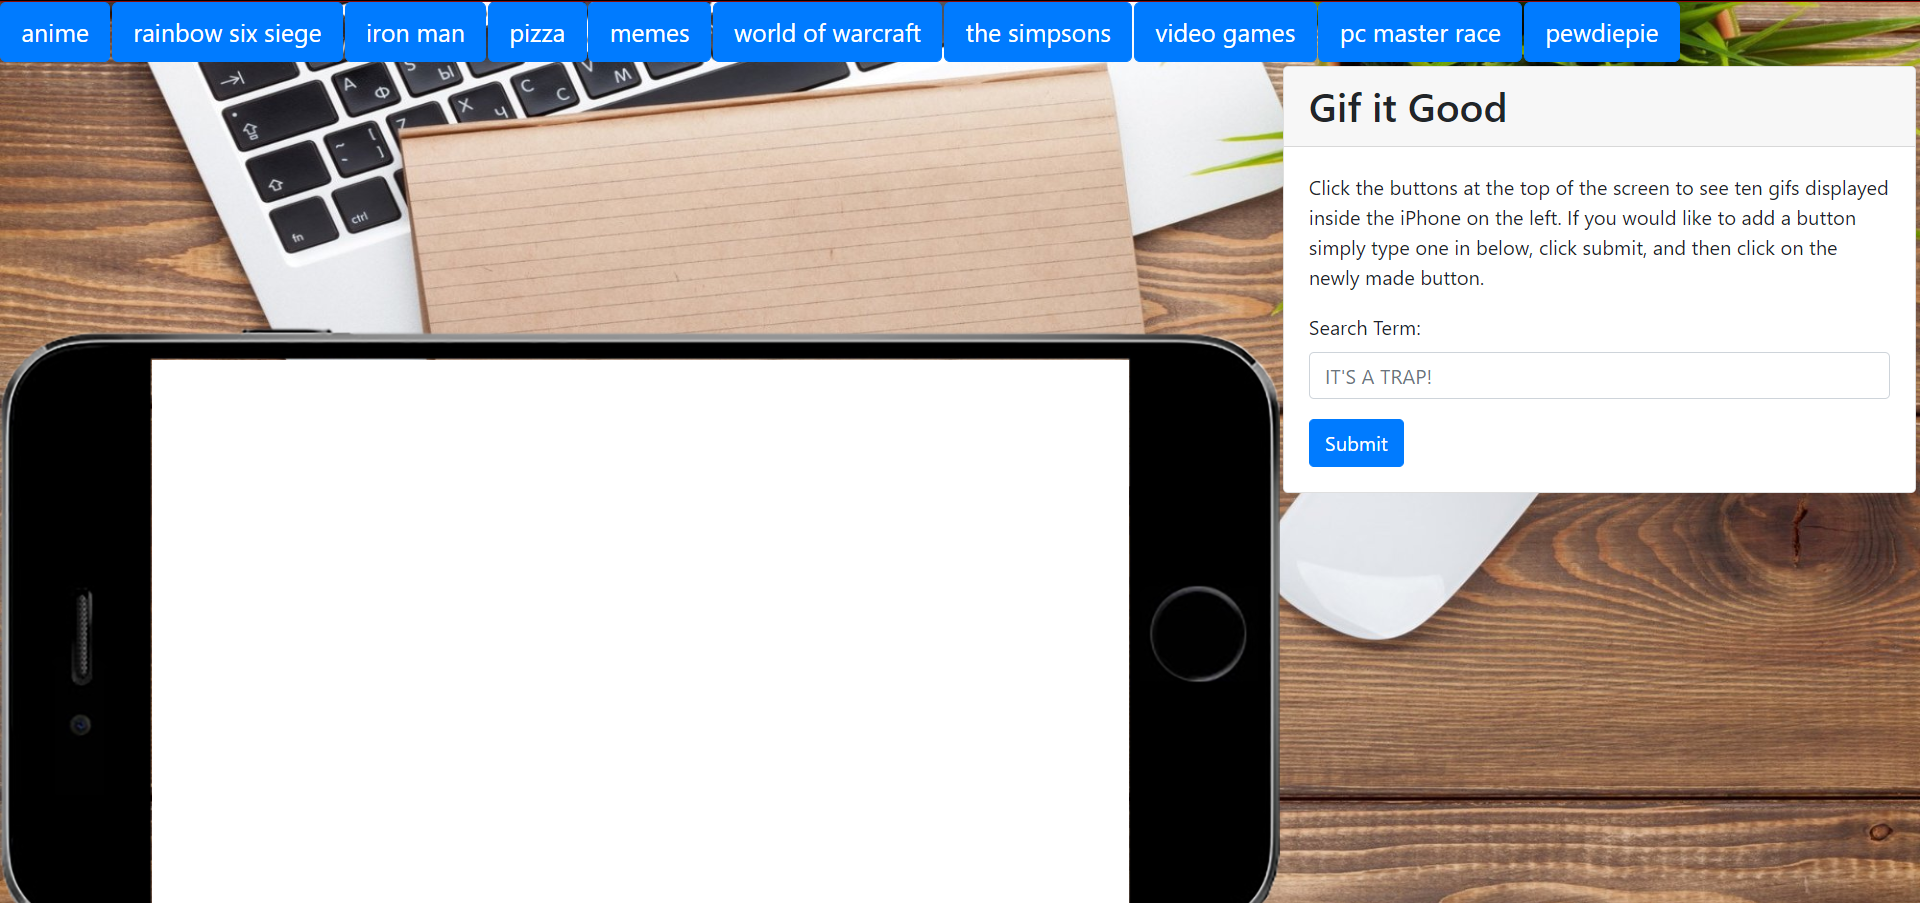 anime rainbow six siege iron man pizza memes world of warcraft the simpsons video games pc master race pewdiepie
Gif it Good
Click the buttons at the top of the screen to see ten gifs displayed
inside the iPhone on the left. If you would like to add a button
simply type one in below, click submit, and then click on the
newly made button.
Search Term:
IT'S A TRAP!
Submit
S Ы М
A Ф C С
X Ч
Z
~ [ ]
ctrl
fn